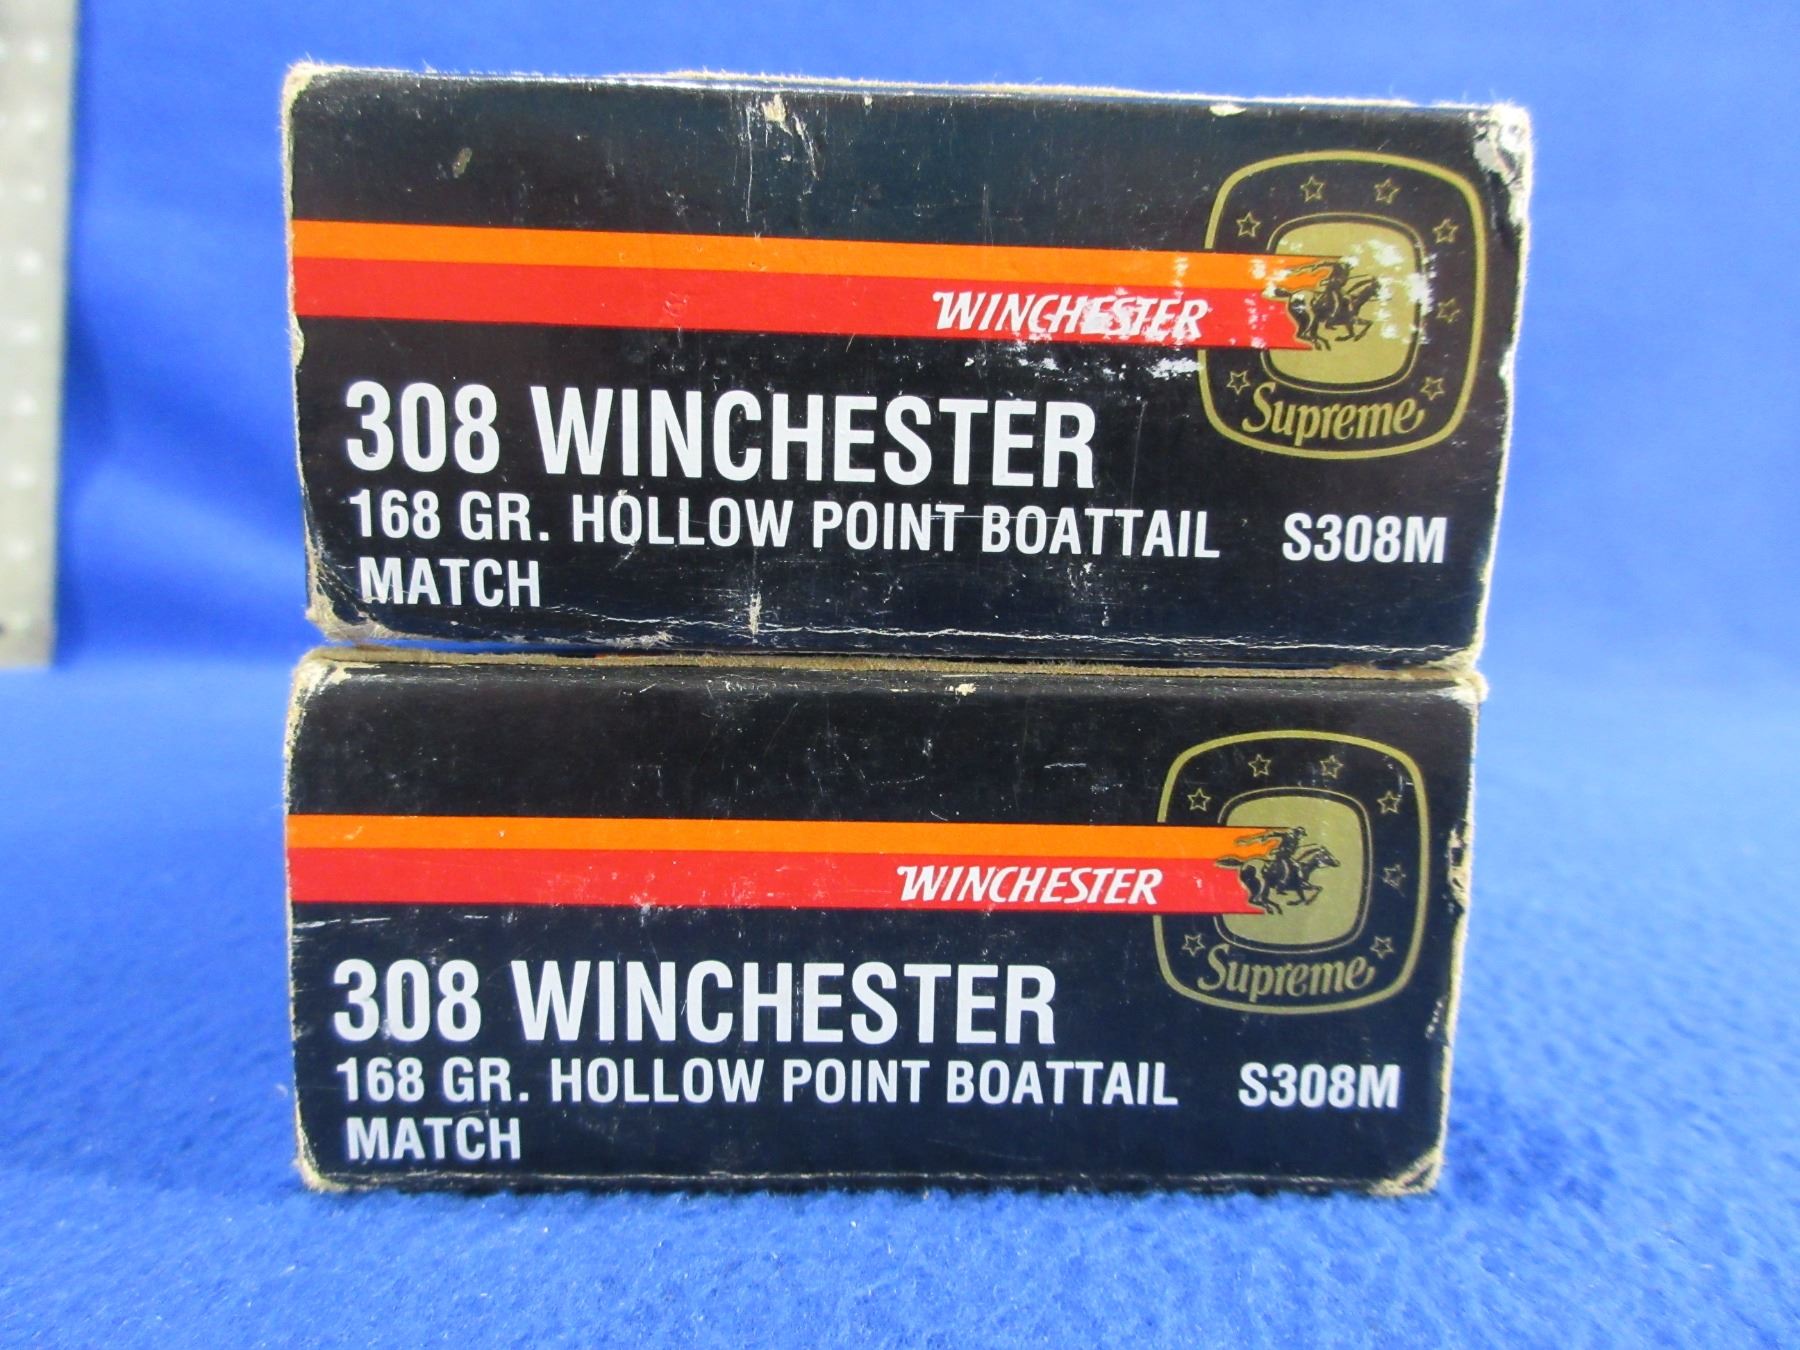 WINCHESTER
Supreme
308 WINCHESTER
168 GR. HOLLOW POINT BOATTAIL S308M
MATCH
WINCHESTER
Supreme
308 WINCHESTER
168 GR. HOLLOW POINT BOATTAIL S308M
MATCH